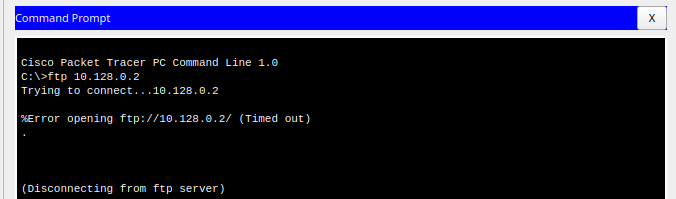 Command Prompt
X
Cisco Packet Tracer PC Command Line 1.0
C:\>ftp 10.128.0.2
Trying to connect...10.128.0.2
%Error opening ftp://10.128.0.2/ (Timed out)
.
(Disconnecting from ftp server)